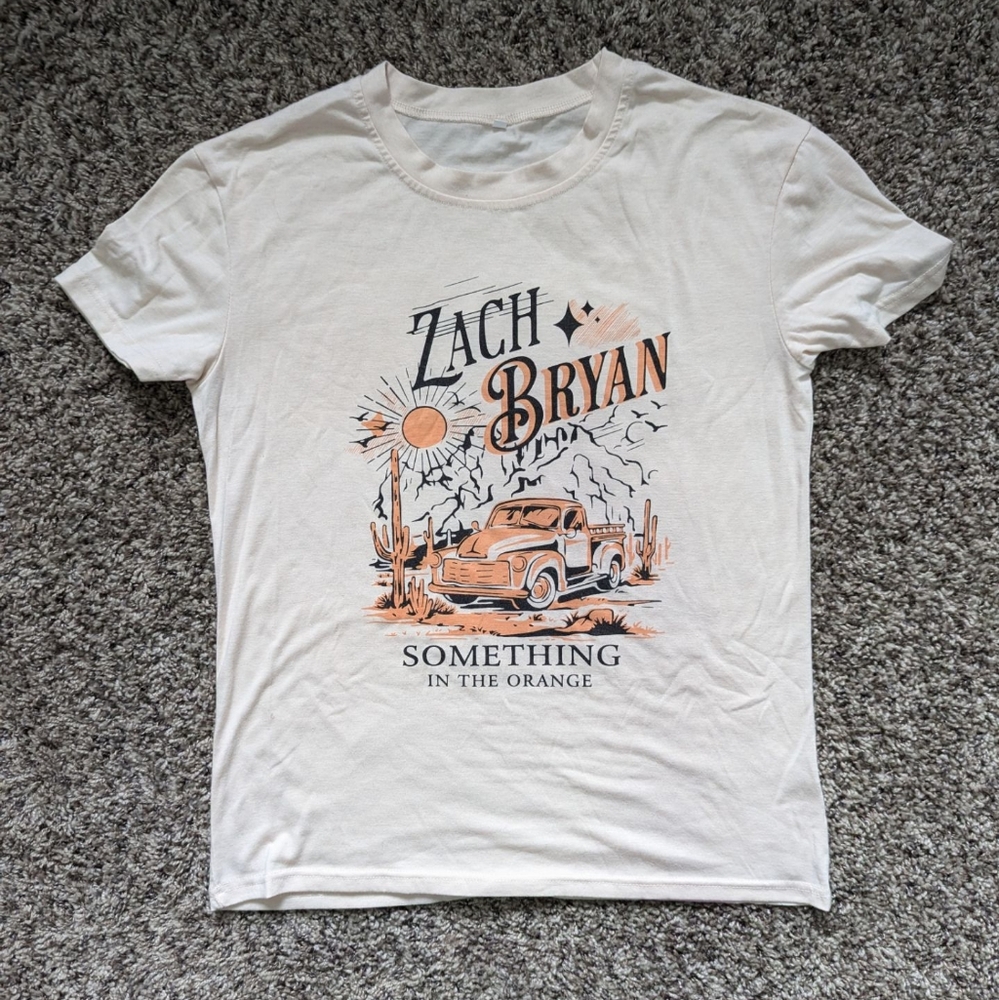 ZACH
BRYAN
SOMETHING
IN THE ORANGE